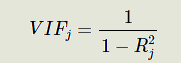 VIF_j = \frac{1}{1 - R_j^2}